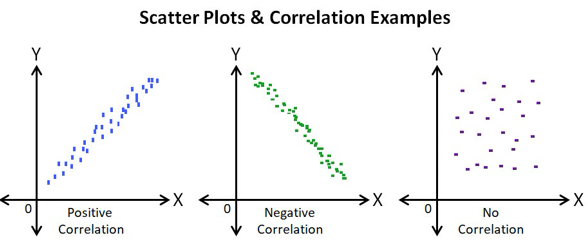 Scatter Plots & Correlation Examples
Y
X
0
Positive
Correlation
Y
X
0
Negative
Correlation
Y
X
0
No
Correlation